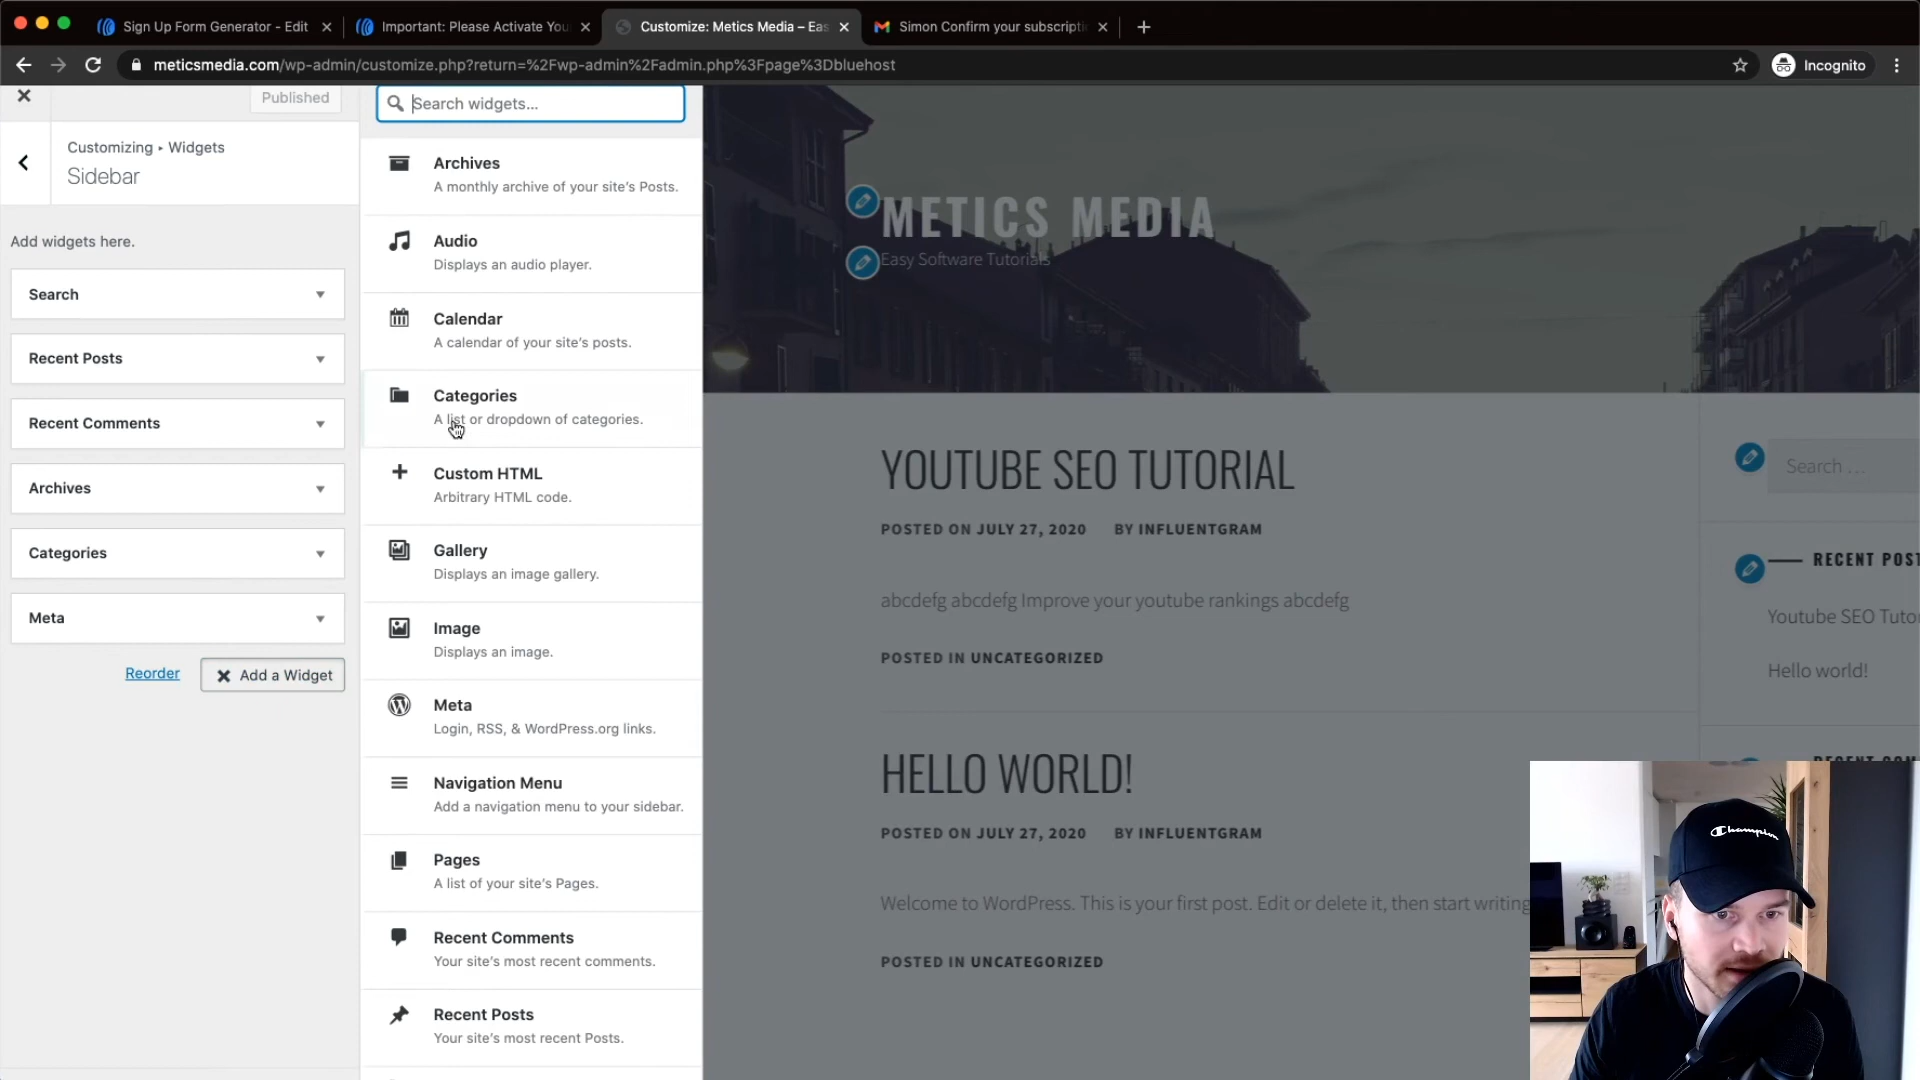 Sign Up Form Generator - Edit
Important: Please Activate You
Customize: Metics Media – Eas
Simon Confirm your subscripti
meticsmedia.com/wp-admin/customize.php?return=%2Fwp-admin%2Fadmin.php%3Fpage%3Dbluehost
Incognito
Published
Customizing ▸ Widgets
Sidebar
Add widgets here.
Search
Recent Posts
Recent Comments
Archives
Categories
Meta
Reorder
Add a Widget
Search widgets...
Archives
A monthly archive of your site's Posts.
Audio
Displays an audio player.
Calendar
A calendar of your site's posts.
Categories
A list or dropdown of categories.
Custom HTML
Arbitrary HTML code.
Gallery
Displays an image gallery.
Image
Displays an image.
Meta
Login, RSS, & WordPress.org links.
Navigation Menu
Add a navigation menu to your sidebar.
Pages
A list of your site's Pages.
Recent Comments
Your site's most recent comments.
Recent Posts
Your site's most recent Posts.
METICS MEDIA
Easy Software Tutorials
YOUTUBE SEO TUTORIAL
POSTED ON JULY 27, 2020 BY INFLUENTGRAM
abcdefg abcdefg Improve your youtube rankings abcdefg
POSTED IN UNCATEGORIZED
HELLO WORLD!
POSTED ON JULY 27, 2020 BY INFLUENTGRAM
Welcome to WordPress. This is your first post. Edit or delete it, then start writing
POSTED IN UNCATEGORIZED
Search …
RECENT POST
Youtube SEO Tuto
Hello world!
Champion